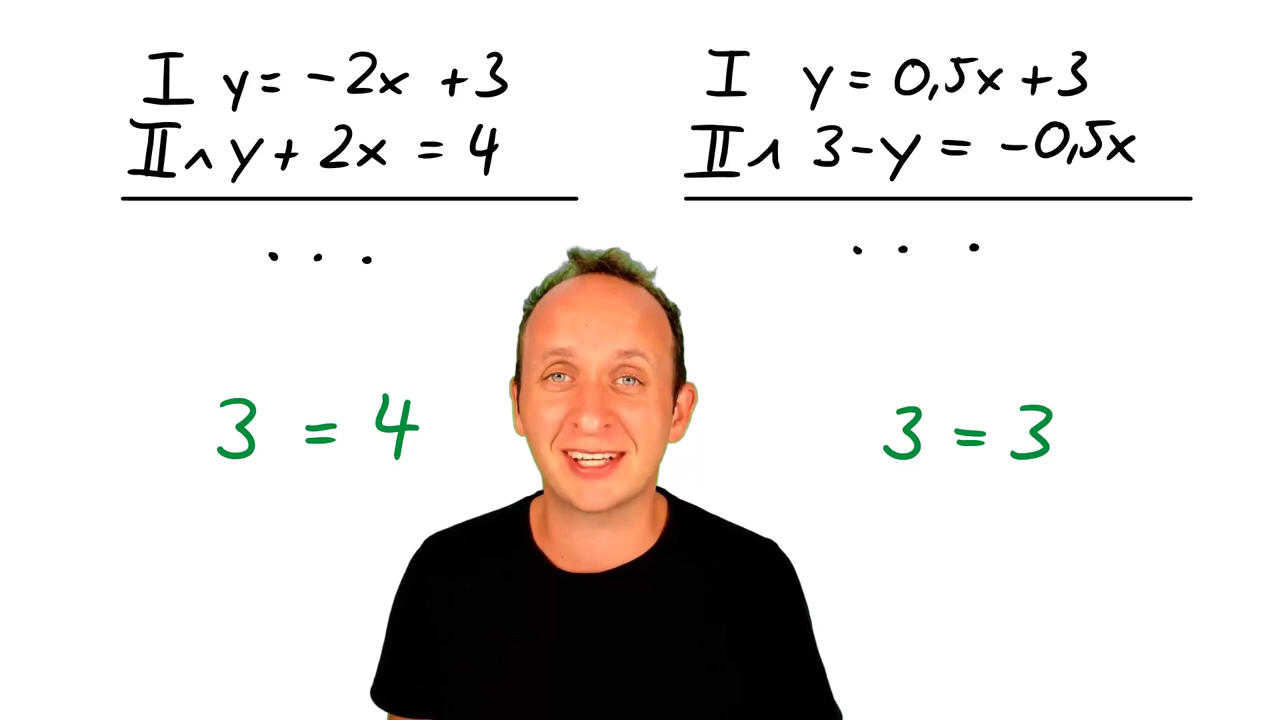 I y = -2x + 3
II ∧ y + 2x = 4
. . .
3 = 4
I y = 0,5x + 3
II ∧ 3 - y = -0,5x
. . .
3 = 3